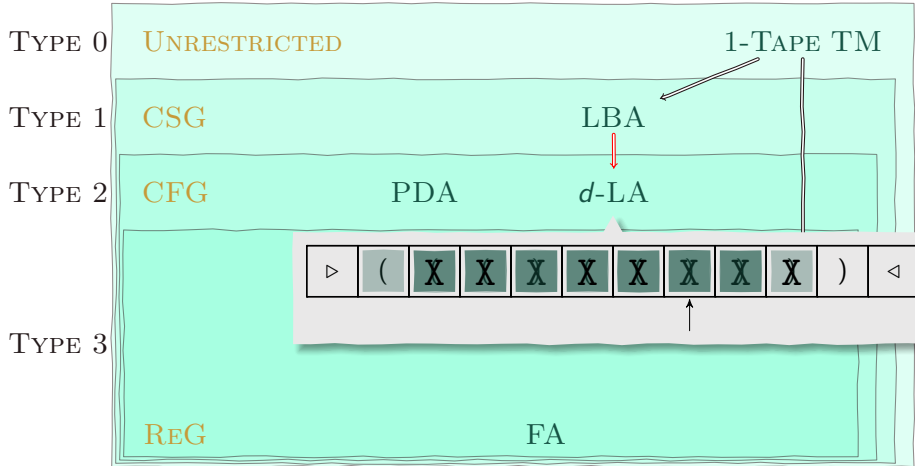 TYPE 0 UNRESTRICTED 1-TAPE TM
TYPE 1 CSG LBA
TYPE 2 CFG PDA d-LA
▷ ( X X X X X X X X ) ◁
TYPE 3
REG FA